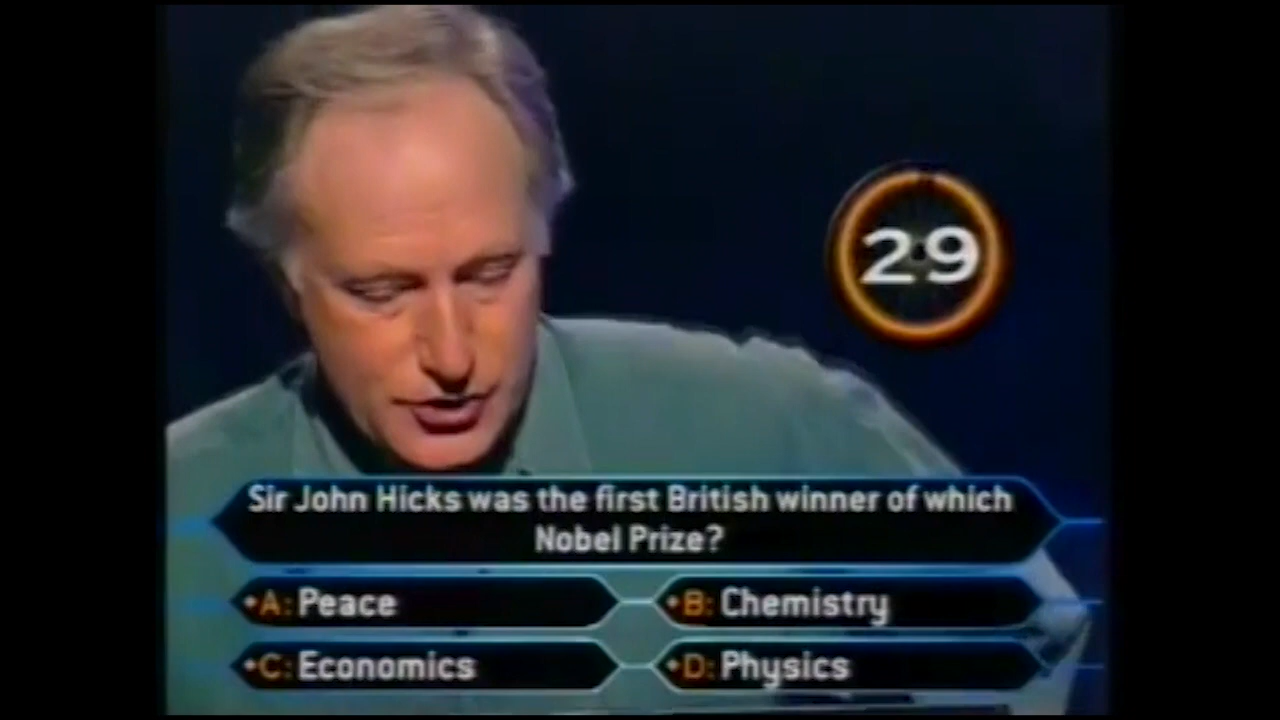 29
Sir John Hicks was the first British winner of which
Nobel Prize?
A: Peace
B: Chemistry
C: Economics
D: Physics